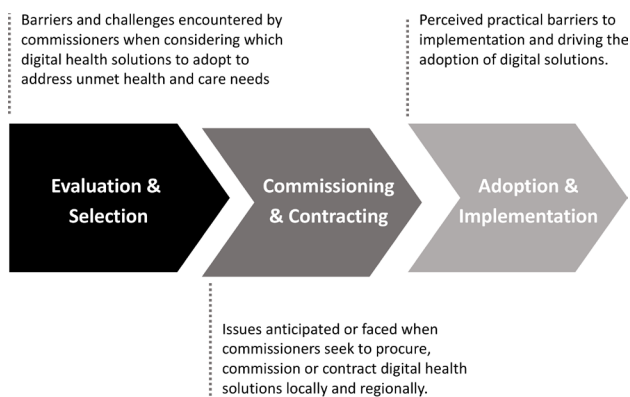 Barriers and challenges encountered by
commissioners when considering which
digital health solutions to adopt to
address unmet health and care needs
Perceived practical barriers to
implementation and driving the
adoption of digital solutions.
Evaluation &
Selection
Commissioning
& Contracting
Adoption &
Implementation
Issues anticipated or faced when
commissioners seek to procure,
commission or contract digital health
solutions locally and regionally.